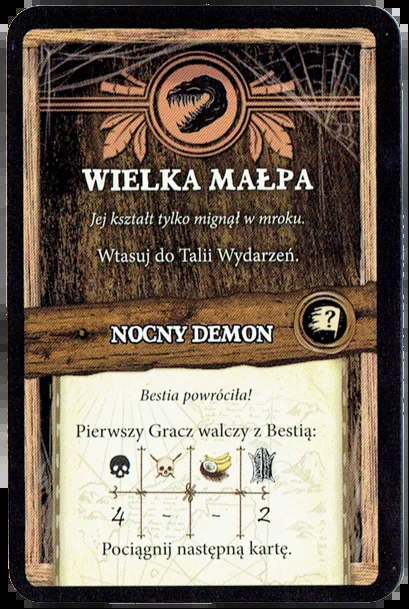 WIELKA MAŁPA
Jej kształt tylko mignął w mroku.
Wtasuj do Talii Wydarzeń.
?
NOCNY DEMON
Bestia powróciła!
Pierwszy Gracz walczy z Bestią:
4 - - 2
Pociągnij następną kartę.